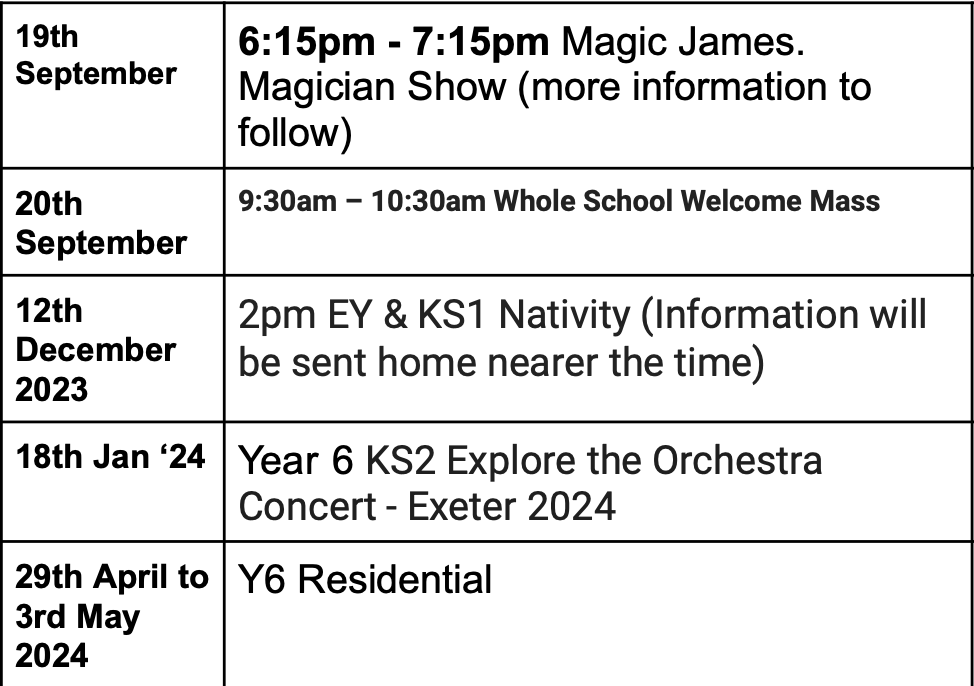 19th
September
6:15pm - 7:15pm Magic James.
Magician Show (more information to
follow)
20th
September
9:30am – 10:30am Whole School Welcome Mass
12th
December
2023
2pm EY & KS1 Nativity (Information will
be sent home nearer the time)
18th Jan ‘24
Year 6 KS2 Explore the Orchestra
Concert - Exeter 2024
29th April to
3rd May
2024
Y6 Residential